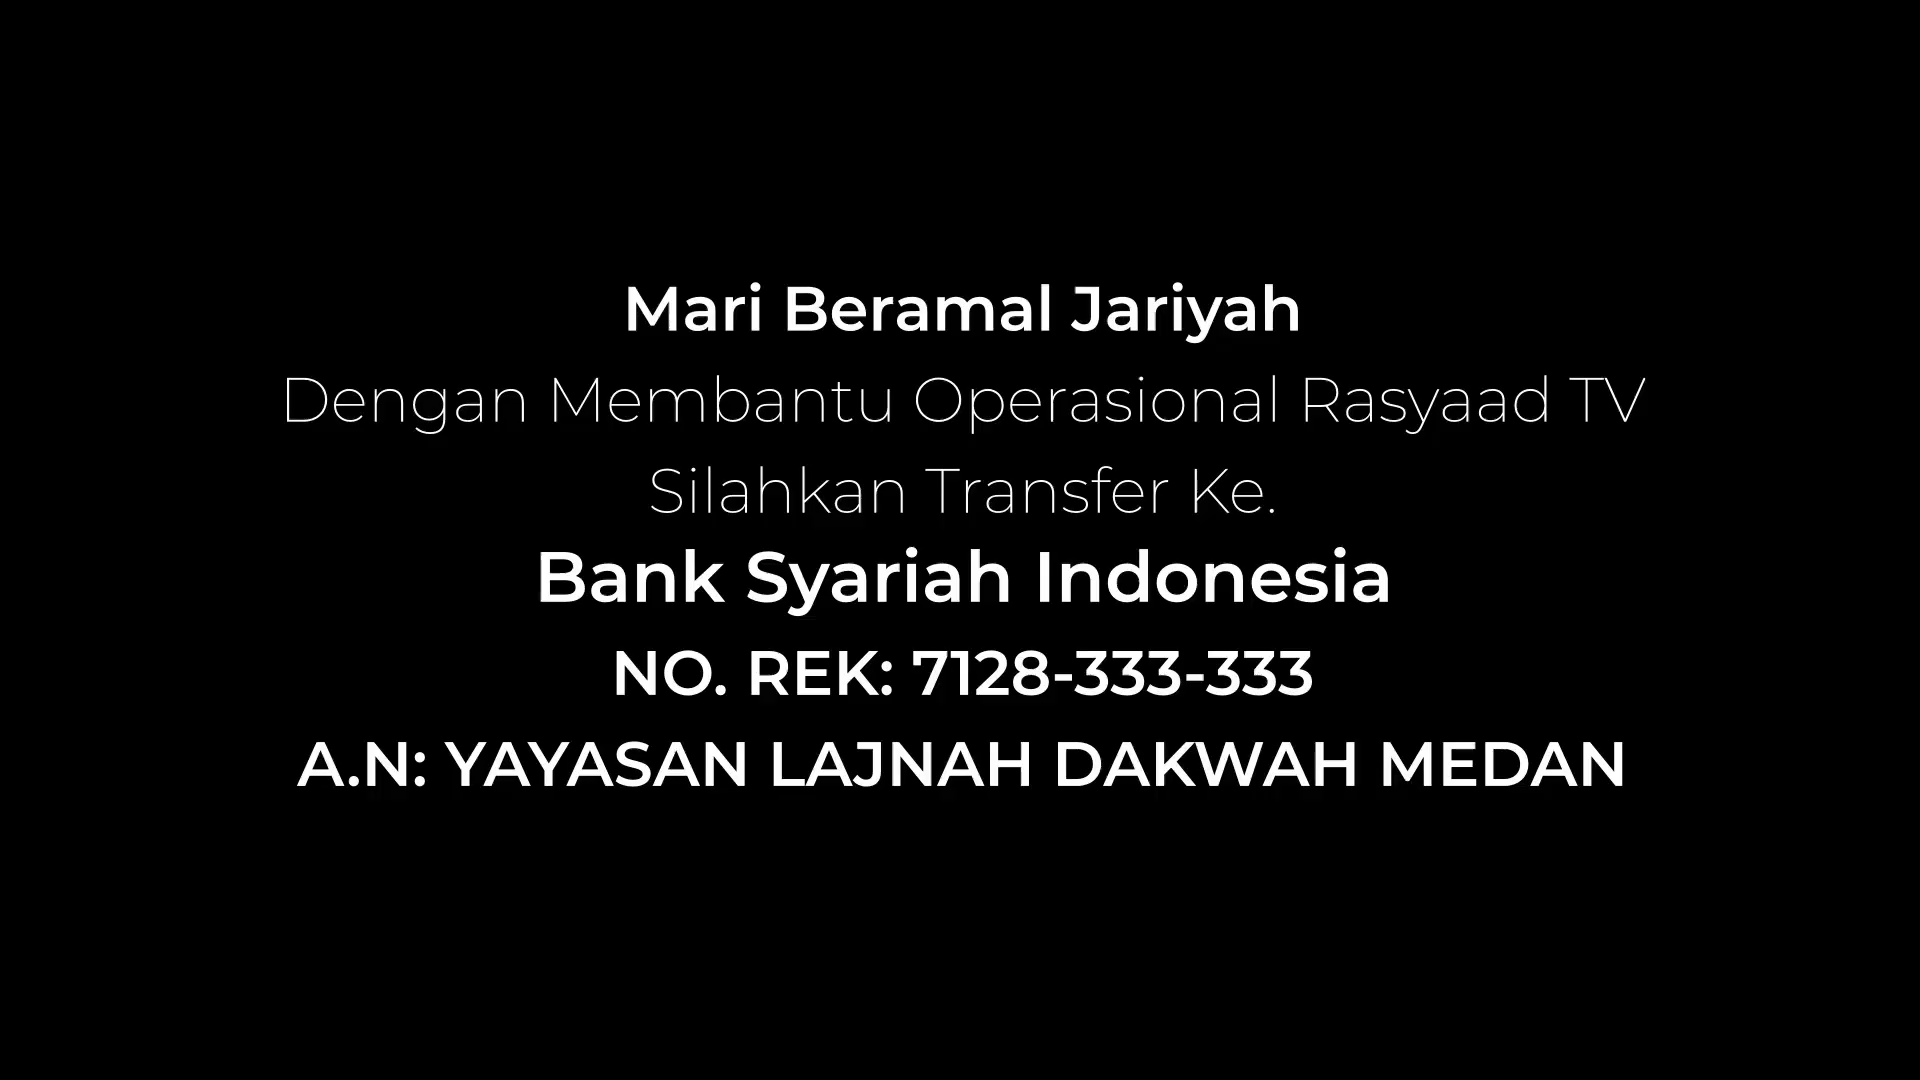 Mari Beramal Jariyah
Dengan Membantu Operasional Rasyaad TV
Silahkan Transfer Ke.
Bank Syariah Indonesia
NO. REK: 7128-333-333
A.N: YAYASAN LAJNAH DAKWAH MEDAN